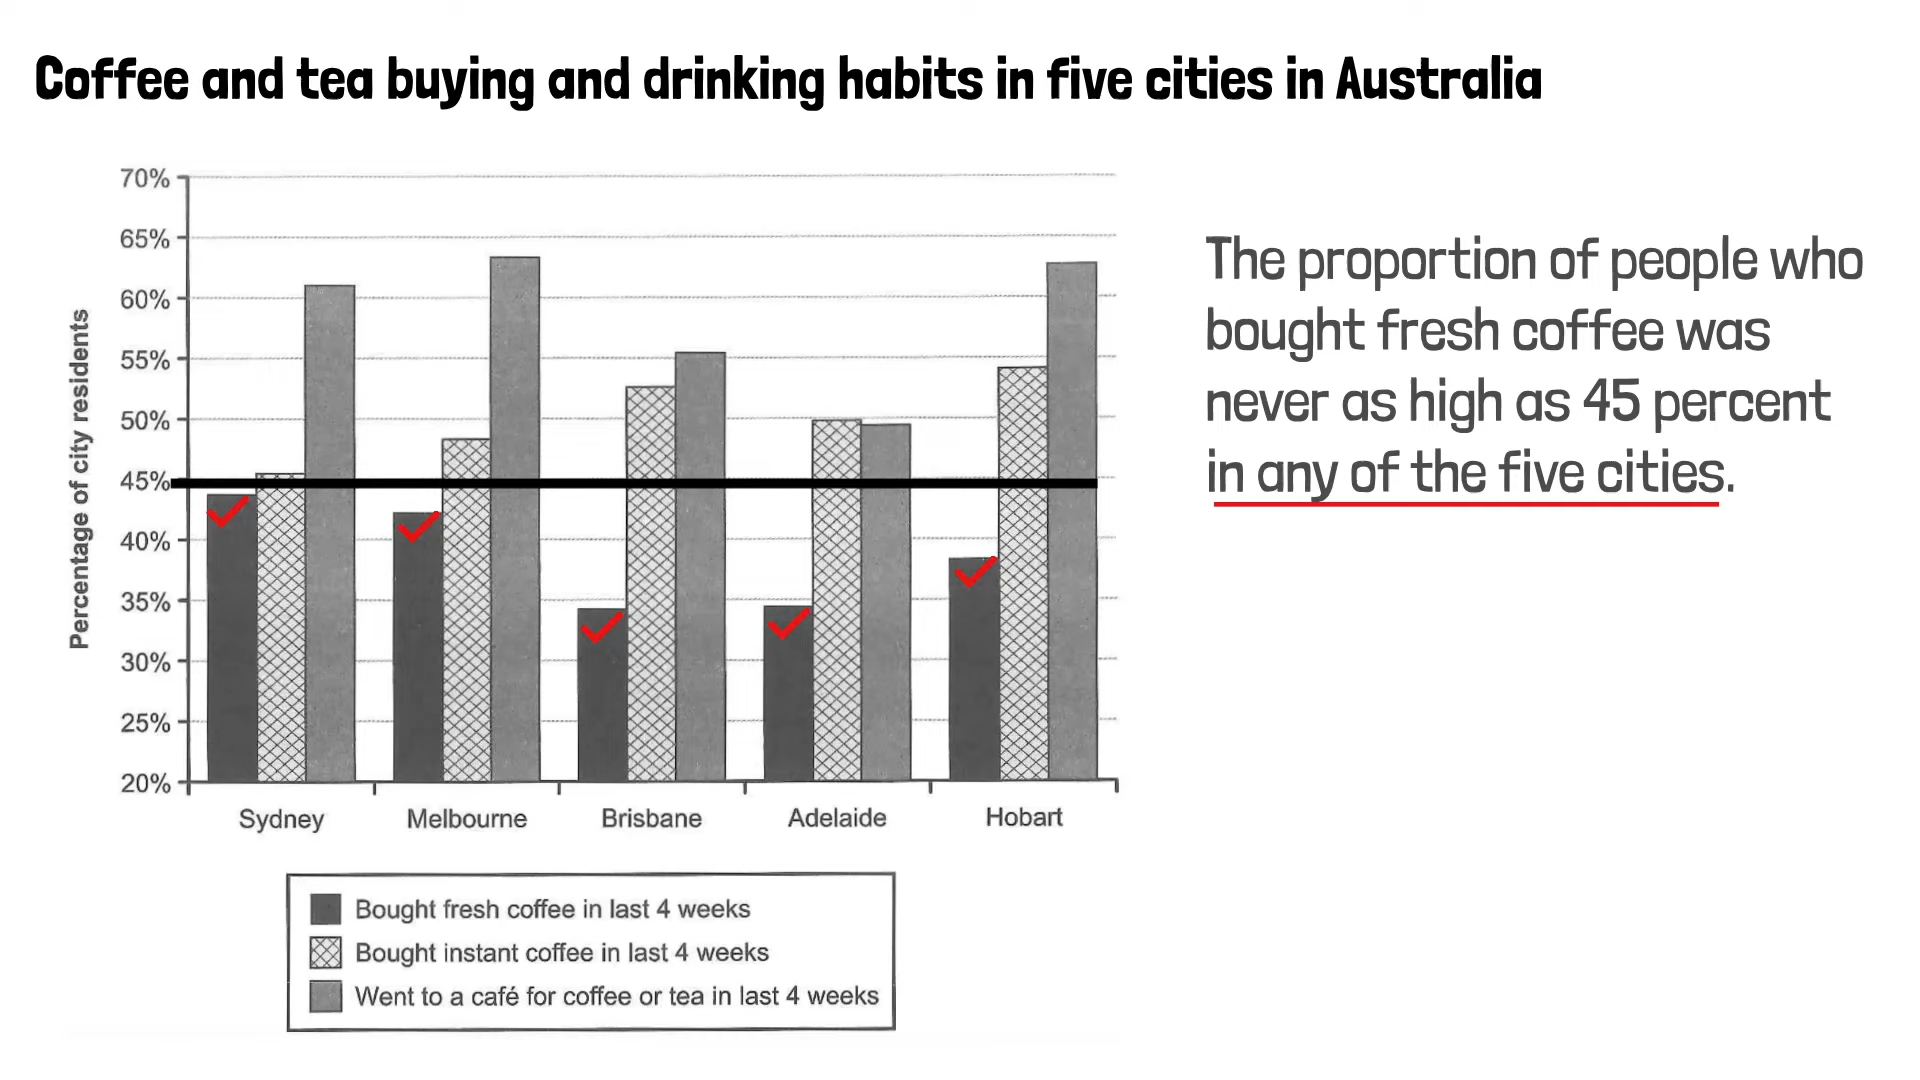 Coffee and tea buying and drinking habits in five cities in Australia
Percentage of city residents
70%
65%
60%
55%
50%
45%
40%
35%
30%
25%
20%
Sydney
Melbourne
Brisbane
Adelaide
Hobart
Bought fresh coffee in last 4 weeks
Bought instant coffee in last 4 weeks
Went to a café for coffee or tea in last 4 weeks
The proportion of people who
bought fresh coffee was
never as high as 45 percent
in any of the five cities.